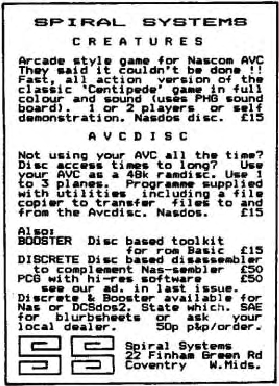 SPIRAL SYSTEMS
CREATURES
Arcade style game for Nascom AVC
They said it couldn't be done !!
Fast, all action version of the
classic 'Centipede' game in full
colour and sound (uses PHG sound
board). 1 or 2 players or self
demonstration. Nasdos disc. £15
AVCDISC
Not using your AVC all the time?
Disc access times to long? Use
your AVC as a 48k ramdisc. Use 1
to 3 planes. Programme supplied
with utilities including a file
copier to transfer files to and
from the Avcdisc. Nasdos. £15
Also:
BOOSTER Disc based toolkit
for rom Basic £15
DISCRETE Disc based disassembler
to complement Nas-sembler £50
PCG with hi-res software £50
see our ad. in last issue.
Discrete & Booster available for
Nas or DCSdos2. State which. SAE
for blurbsheets or ask your
local dealer. 50p p&p/order.
Spiral Systems
22 Finham Green Rd
Coventry W.Mids.